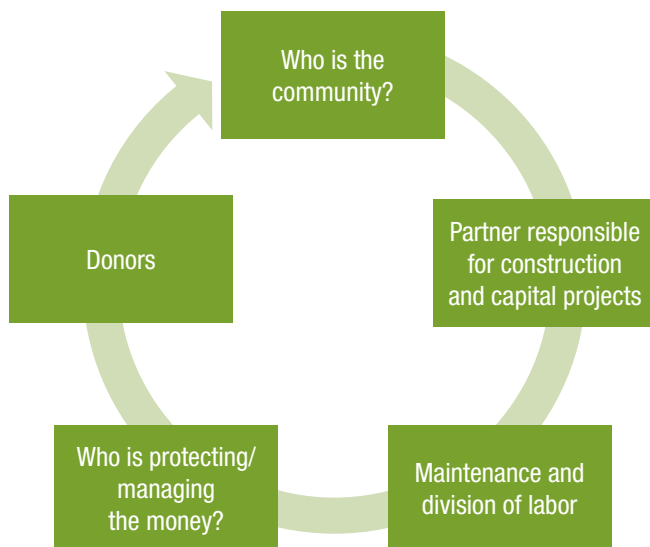 Who is the
community?
Partner responsible
for construction
and capital projects
Maintenance and
division of labor
Who is protecting/
managing
the money?
Donors